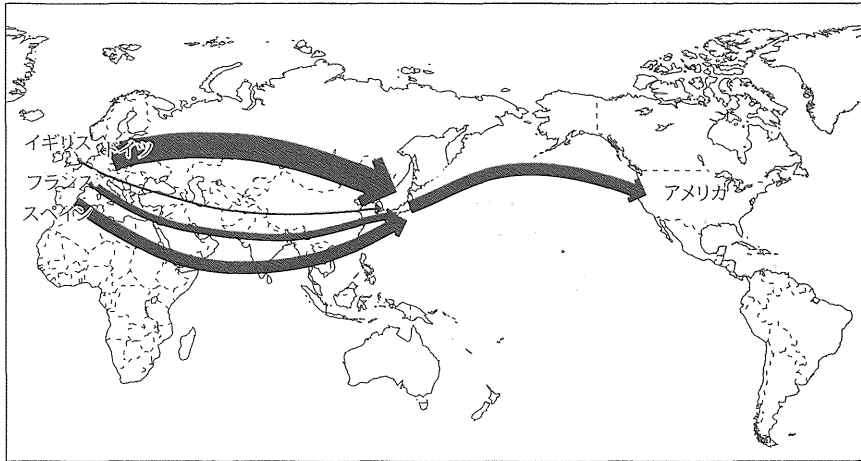 イギリス
ドイツ
フランス
スペイン
アメリカ